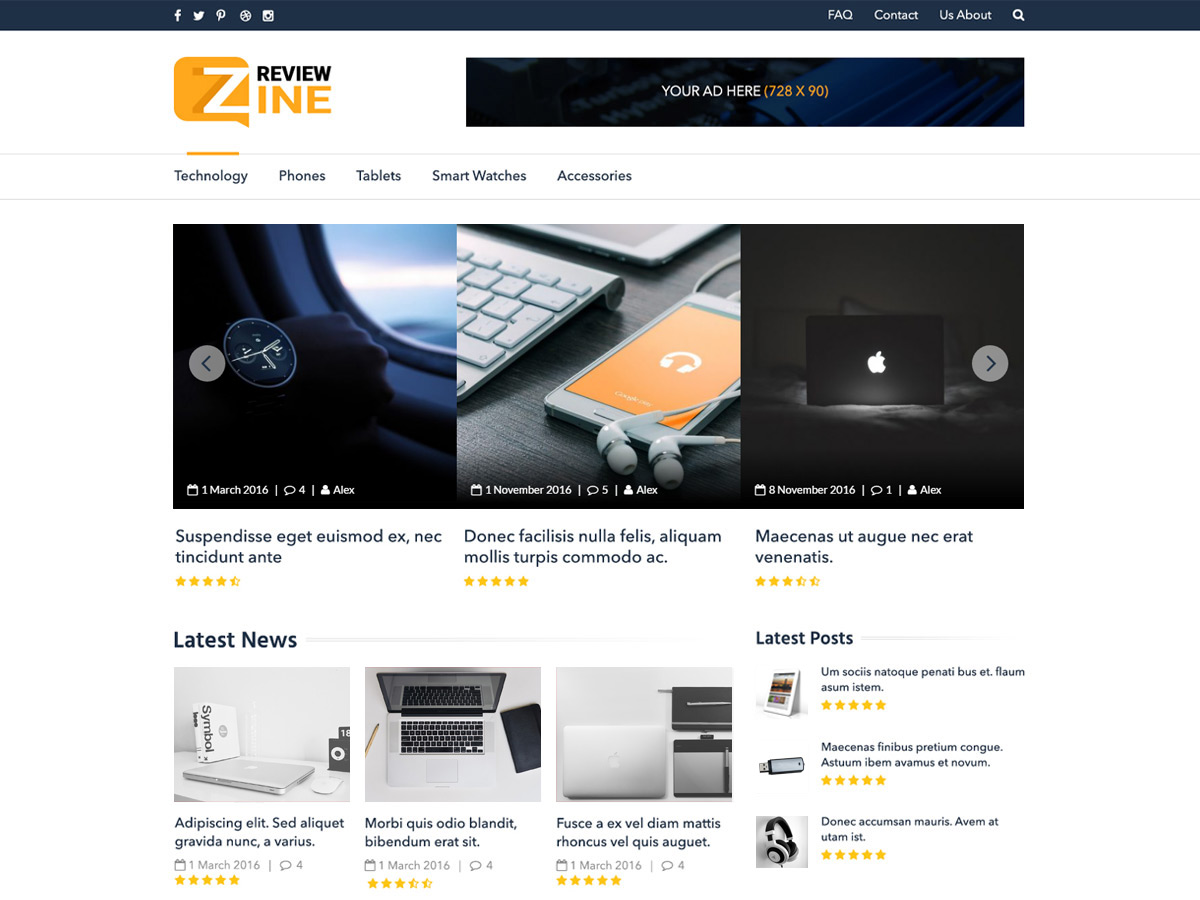 FAQ Contact Us About
REVIEW
ZINE
YOUR AD HERE (728 X 90)
Technology Phones Tablets Smart Watches Accessories
Google.com
1 March 2016 | 4 | Alex
1 November 2016 | 5 | Alex
8 November 2016 | 1 | Alex
Suspendisse eget euismod ex, nec
tincidunt ante
Donec facilisis nulla felis, aliquam
mollis turpis commodo ac.
Maecenas ut augue nec erat
venenatis.
Latest News
Symbol
18
Adipiscing elit. Sed aliquet
gravida nunc, a varius.
1 March 2016 | 4
Morbi quis odio blandit,
bibendum erat sit.
1 March 2016 | 4
Fusce a ex vel diam mattis
rhoncus vel quis auguet.
1 March 2016 | 4
Latest Posts
Um sociis natoque penati bus et. flaum
asum istem.
Maecenas finibus pretium congue.
Astuum ibem avamus et novum.
Donec accumsan mauris. Avem at
utam ist.